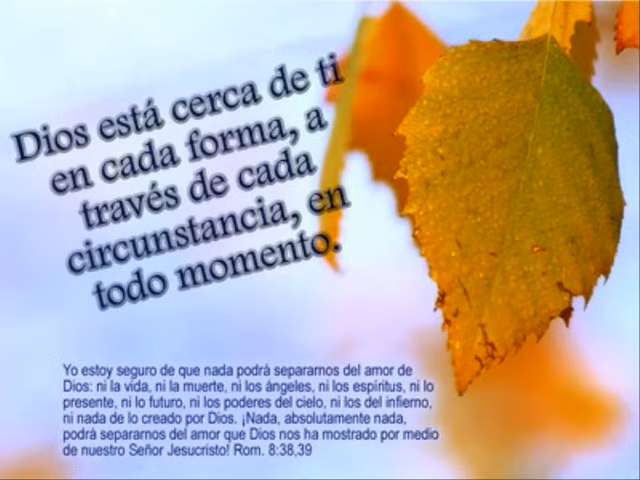 Dios está cerca de ti
en cada forma, a
través de cada
circunstancia, en
todo momento.
Yo estoy seguro de que nada podrá separarnos del amor de
Dios: ni la vida, ni la muerte, ni los ángeles, ni los espíritus, ni lo
presente, ni lo futuro, ni los poderes del cielo, ni los del infierno,
ni nada de lo creado por Dios. ¡Nada, absolutamente nada,
podrá separarnos del amor que Dios nos ha mostrado por medio
de nuestro Señor Jesucristo! Rom. 8:38,39